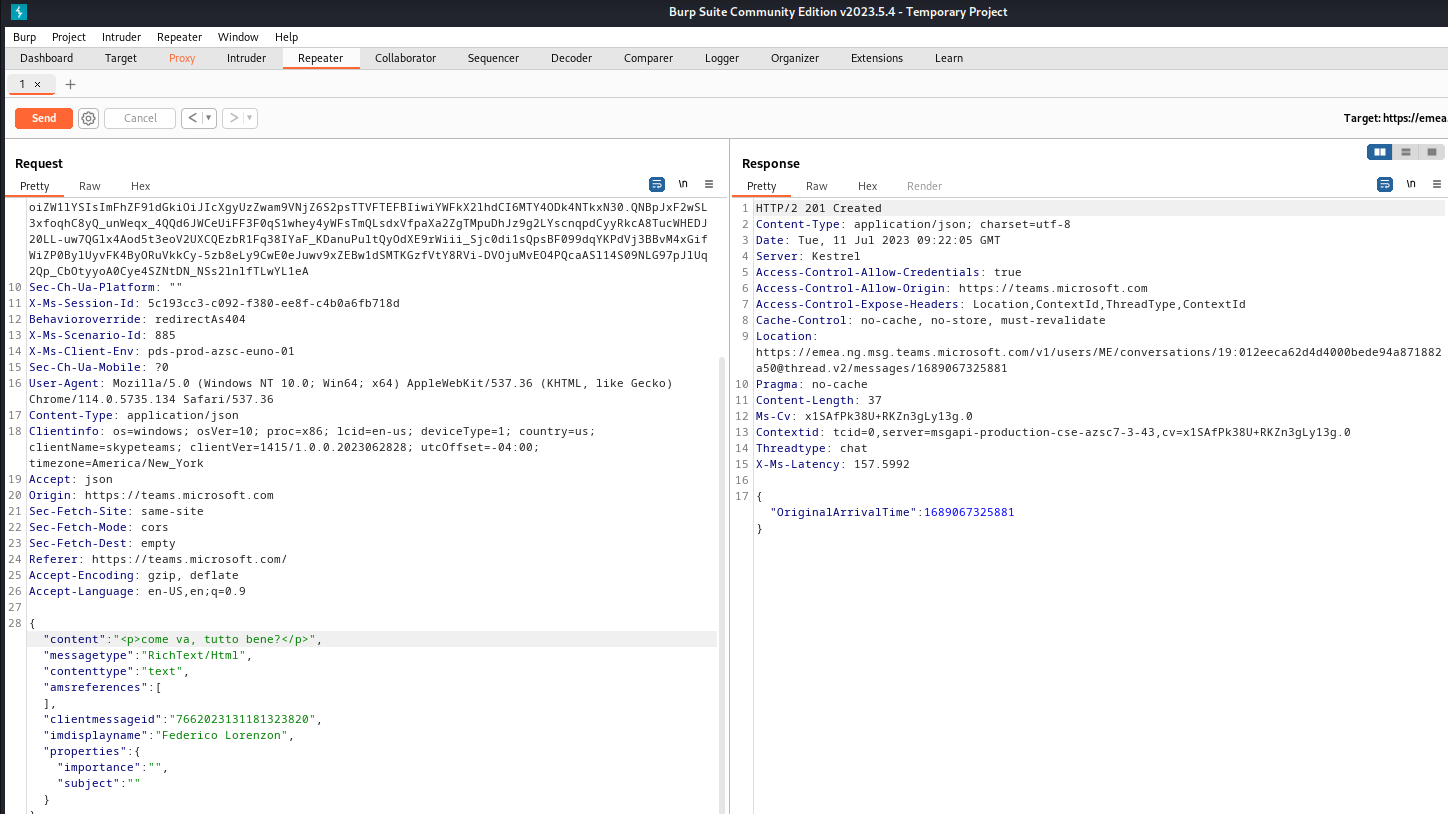 Burp Suite Community Edition v2023.5.4 - Temporary Project
Burp Project Intruder Repeater Window Help
Dashboard Target Proxy Intruder Repeater Collaborator Sequencer Decoder Comparer Logger Organizer Extensions Learn
1 × +
Send Cancel < >
Target: https://emea.
Request
Pretty Raw Hex \n
2Qp_CbOtyyoA0Cye4SZNtDN_NSs2lnlfTLwYL1eA
10 Sec-Ch-Ua-Platform: ""
11 X-Ms-Session-Id: 5c193cc3-c092-f380-ee8f-c4b0a6fb718d
12 Behavioroverride: redirectAs404
13 X-Ms-Scenario-Id: 885
14 X-Ms-Client-Env: pds-prod-azsc-euno-01
15 Sec-Ch-Ua-Mobile: ?0
16 User-Agent: Mozilla/5.0 (Windows NT 10.0; Win64; x64) AppleWebKit/537.36 (KHTML, like Gecko)
Chrome/114.0.5735.134 Safari/537.36
17 Content-Type: application/json
18 Clientinfo: os=windows; osVer=10; proc=x86; lcid=en-us; deviceType=1; country=us;
clientName=skypeteams; clientVer=1415/1.0.0.2023062828; utcOffset=-04:00;
timezone=America/New_York
19 Accept: json
20 Origin: https://teams.microsoft.com
21 Sec-Fetch-Site: same-site
22 Sec-Fetch-Mode: cors
23 Sec-Fetch-Dest: empty
24 Referer: https://teams.microsoft.com/
25 Accept-Encoding: gzip, deflate
26 Accept-Language: en-US,en;q=0.9
27
28 {
"content":"<p>come va, tutto bene?</p>",
"messagetype":"RichText/Html",
"contenttype":"text",
"amsreferences":[
],
"clientmessageid":"7662023131181323820",
"imdisplayname":"Federico Lorenzon",
"properties":{
"importance":"",
"subject":""
}
Response
Pretty Raw Hex Render \n
1 HTTP/2 201 Created
2 Content-Type: application/json; charset=utf-8
3 Date: Tue, 11 Jul 2023 09:22:05 GMT
4 Server: Kestrel
5 Access-Control-Allow-Credentials: true
6 Access-Control-Allow-Origin: https://teams.microsoft.com
7 Access-Control-Expose-Headers: Location,ContextId,ThreadType,ContextId
8 Cache-Control: no-cache, no-store, must-revalidate
9 Location:
https://emea.ng.msg.teams.microsoft.com/v1/users/ME/conversations/19:012eeca62d4d4000bede94a871882
a50@thread.v2/messages/1689067325881
10 Pragma: no-cache
11 Content-Length: 37
12 Ms-Cv: x1SAfPk38U+RKZn3gLy13g.0
13 Contextid: tcid=0,server=msgapi-production-cse-azsc7-3-43,cv=x1SAfPk38U+RKZn3gLy13g.0
14 Threadtype: chat
15 X-Ms-Latency: 157.5992
16
17 {
"OriginalArrivalTime":1689067325881
}